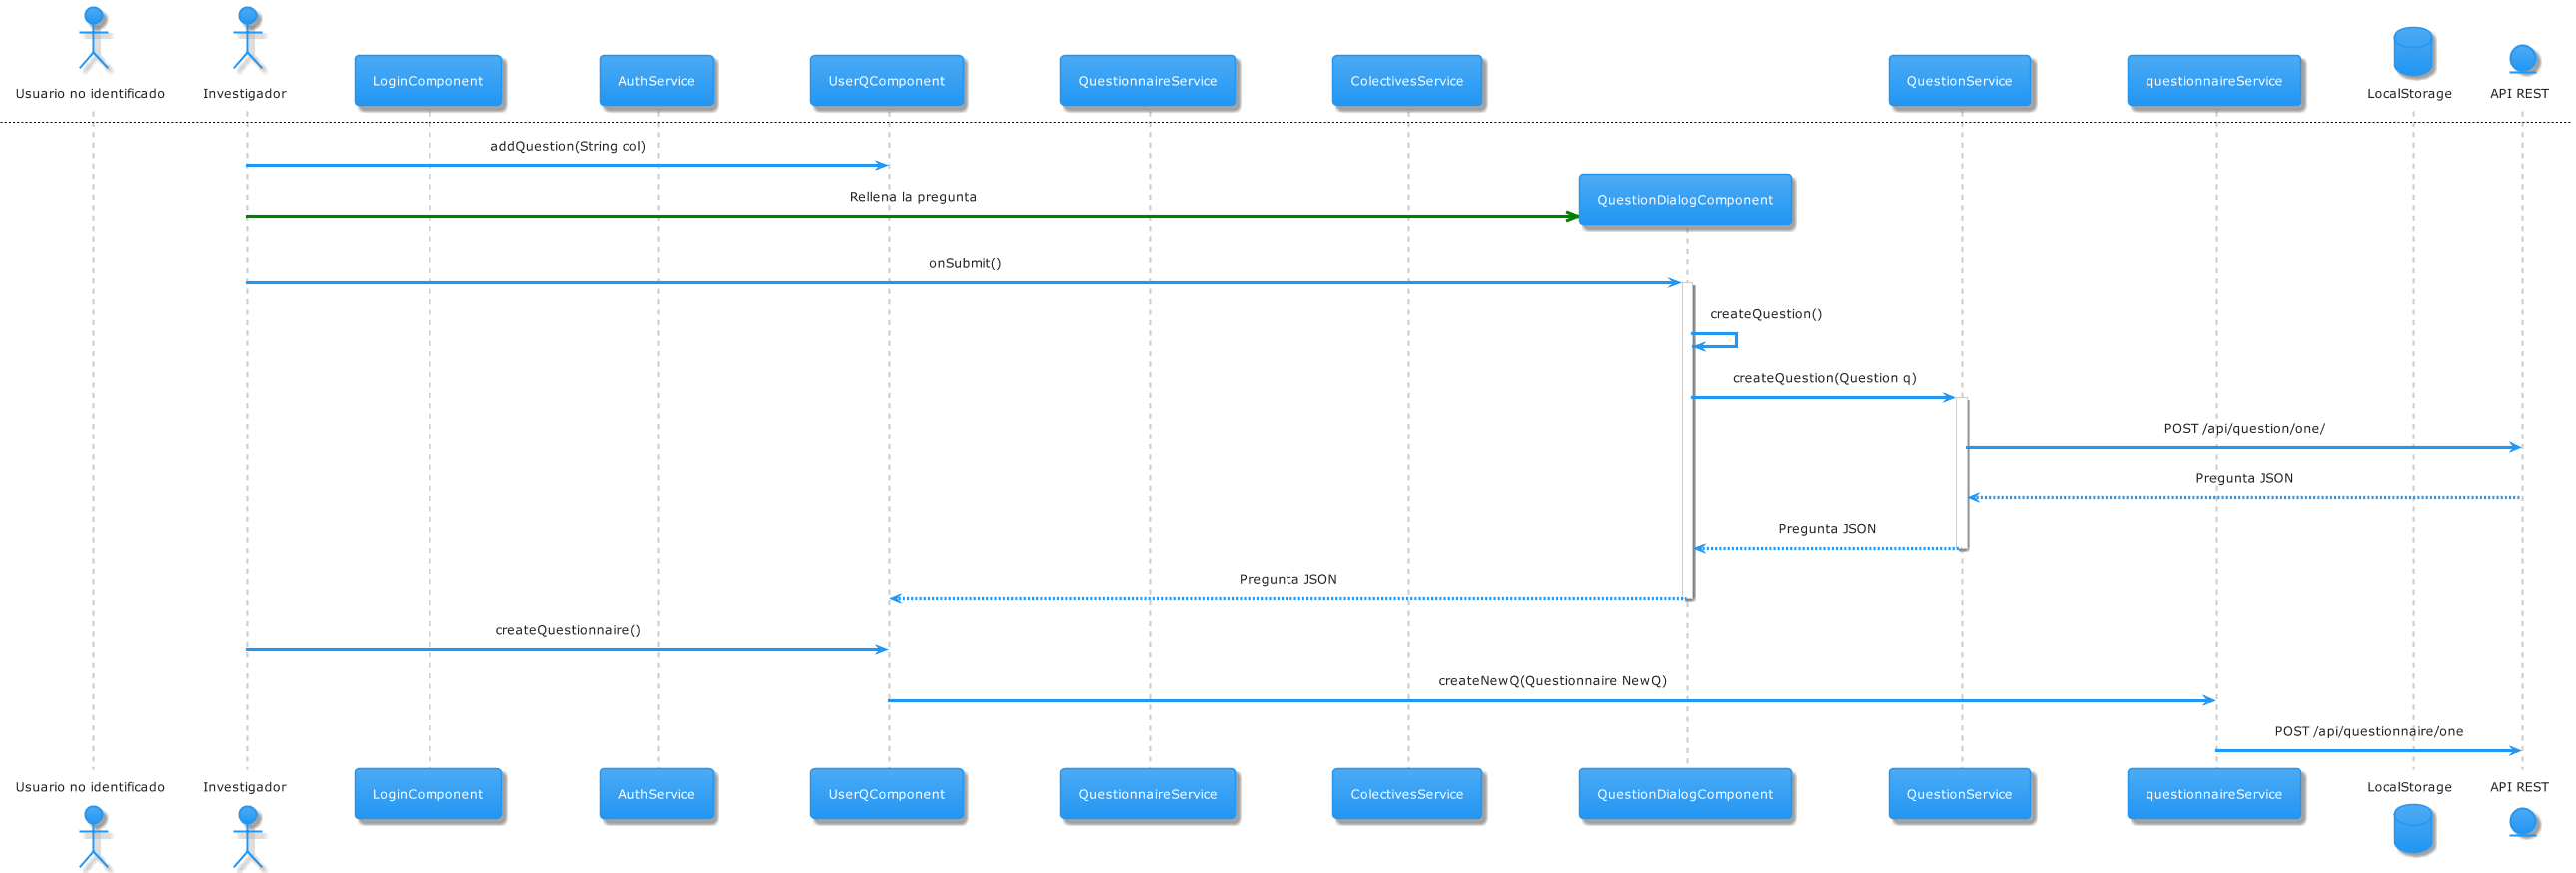 Usuario no identificado
Investigador
LoginComponent
AuthService
UserQComponent
QuestionnaireService
ColectivesService
QuestionService
questionnaireService
LocalStorage
API REST
addQuestion(String col)
Rellena la pregunta
QuestionDialogComponent
onSubmit()
createQuestion()
createQuestion(Question q)
POST /api/question/one/
Pregunta JSON
Pregunta JSON
Pregunta JSON
createQuestionnaire()
createNewQ(Questionnaire NewQ)
POST /api/questionnaire/one
Usuario no identificado
Investigador
LoginComponent
AuthService
UserQComponent
QuestionnaireService
ColectivesService
QuestionDialogComponent
QuestionService
questionnaireService
LocalStorage
API REST